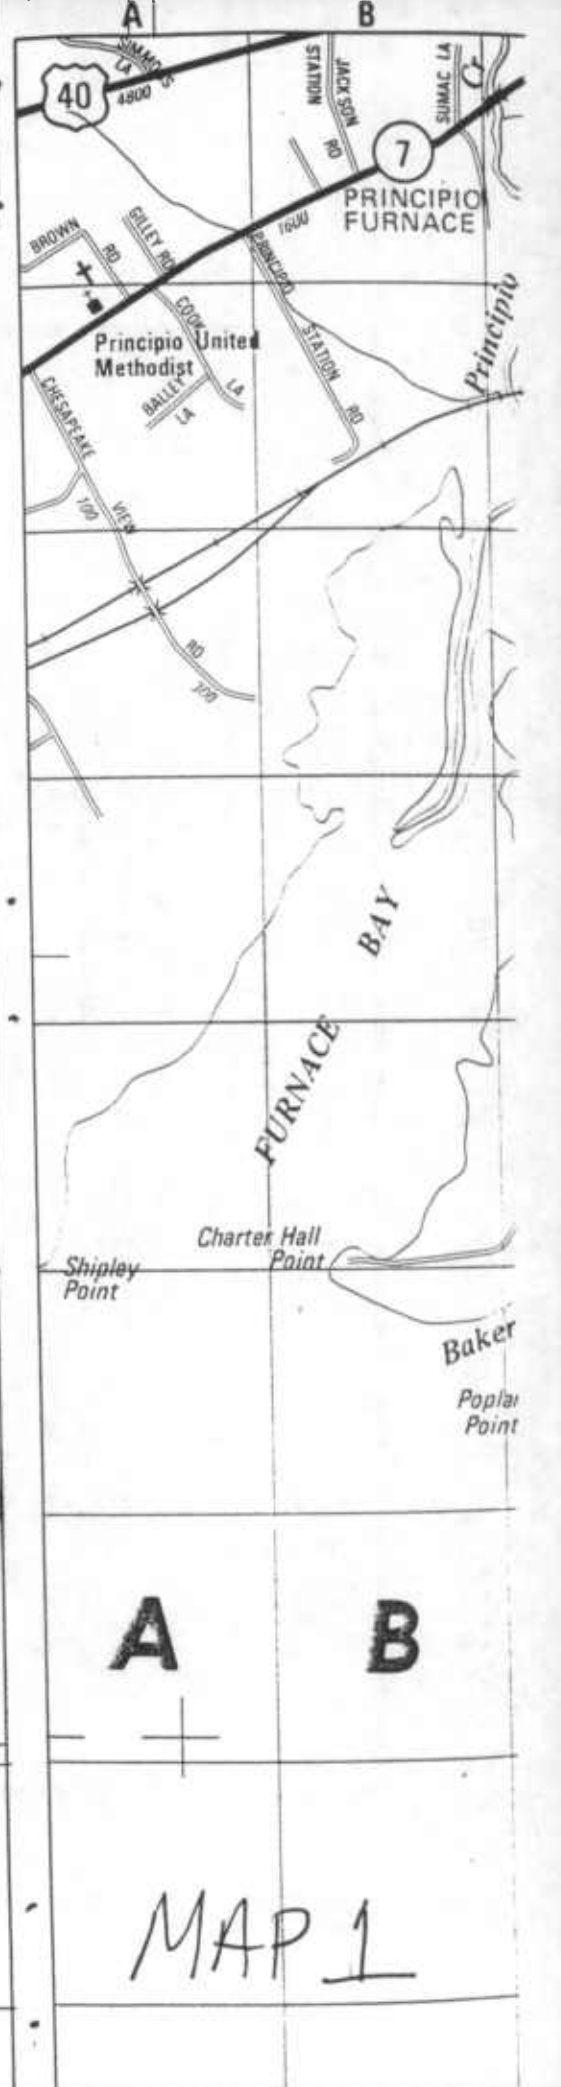 A B
SIMMONS
LA
40
4800
STATION
JACKSON
RD
SUMAC LA
Cr
7
PRINCIPIO
FURNACE
1600
BROWN
RD
GILLEY RD
COOK
LA
PRINCIPIO
STATION
RD
Principio
Principio United
Methodist
BAILEY
LA
CHESAPEAKE
VIEW
RD
100
300
FURNACE BAY
Charter Hall
Point
Shipley
Point
Baker
Poplar
Point
A B
MAP 1